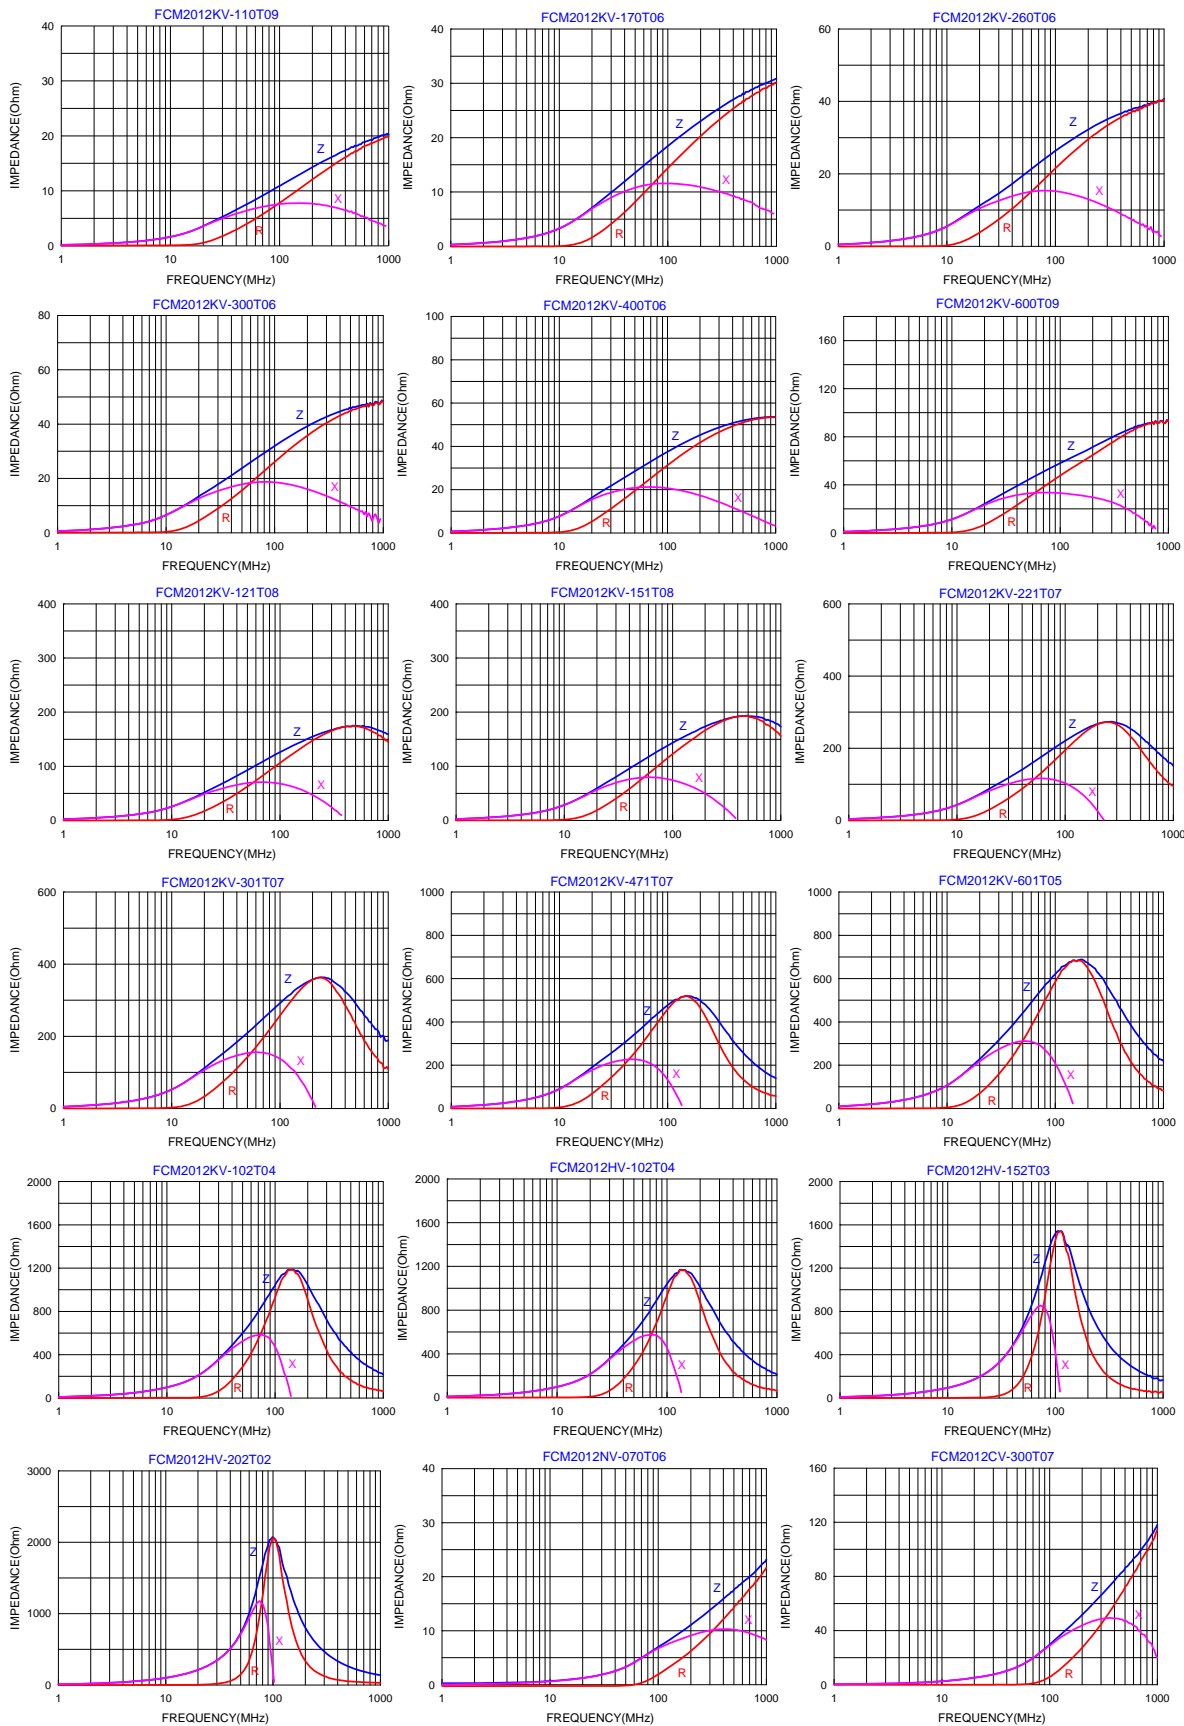 FCM2012KV-110T09
IMPEDANCE(Ohm)
40
30
20
10
0
Z
X
R
1
10
100
1000
FREQUENCY(MHz)
FCM2012KV-170T06
IMPEDANCE(Ohm)
40
30
20
10
0
Z
X
R
1
10
100
1000
FREQUENCY(MHz)
FCM2012KV-260T06
IMPEDANCE(Ohm)
60
40
20
0
Z
X
R
1
10
100
1000
FREQUENCY(MHz)
FCM2012KV-300T06
IMPEDANCE(Ohm)
80
60
40
20
0
Z
X
R
1
10
100
1000
FREQUENCY(MHz)
FCM2012KV-400T06
IMPEDANCE(Ohm)
100
80
60
40
20
0
Z
X
R
1
10
100
1000
FREQUENCY(MHz)
FCM2012KV-600T09
IMPEDANCE(Ohm)
160
120
80
40
0
Z
X
R
1
10
100
1000
FREQUENCY(MHz)
FCM2012KV-121T08
IMPEDANCE(Ohm)
400
300
200
100
0
Z
X
R
1
10
100
1000
FREQUENCY(MHz)
FCM2012KV-151T08
IMPEDANCE(Ohm)
400
300
200
100
0
Z
X
R
1
10
100
1000
FREQUENCY(MHz)
FCM2012KV-221T07
IMPEDANCE(Ohm)
600
400
200
0
Z
X
R
1
10
100
1000
FREQUENCY(MHz)
FCM2012KV-301T07
IMPEDANCE(Ohm)
600
400
200
0
Z
X
R
1
10
100
1000
FREQUENCY(MHz)
FCM2012KV-471T07
IMPEDANCE(Ohm)
1000
800
600
400
200
0
Z
X
R
1
10
100
1000
FREQUENCY(MHz)
FCM2012KV-601T05
IMPEDANCE(Ohm)
1000
800
600
400
200
0
Z
X
R
1
10
100
1000
FREQUENCY(MHz)
FCM2012KV-102T04
IMPEDANCE(Ohm)
2000
1600
1200
800
400
0
Z
X
R
1
10
100
1000
FREQUENCY(MHz)
FCM2012HV-102T04
IMPEDANCE(Ohm)
2000
1600
1200
800
400
0
Z
X
R
1
10
100
1000
FREQUENCY(MHz)
FCM2012HV-152T03
IMPEDANCE(Ohm)
2000
1600
1200
800
400
0
Z
X
R
1
10
100
1000
FREQUENCY(MHz)
FCM2012HV-202T02
IMPEDANCE(Ohm)
3000
2000
1000
0
Z
X
R
1
10
100
1000
FREQUENCY(MHz)
FCM2012NV-070T06
IMPEDANCE(Ohm)
40
30
20
10
0
Z
X
R
1
10
100
1000
FREQUENCY(MHz)
FCM2012CV-300T07
IMPEDANCE(Ohm)
160
120
80
40
0
Z
X
R
1
10
100
1000
FREQUENCY(MHz)